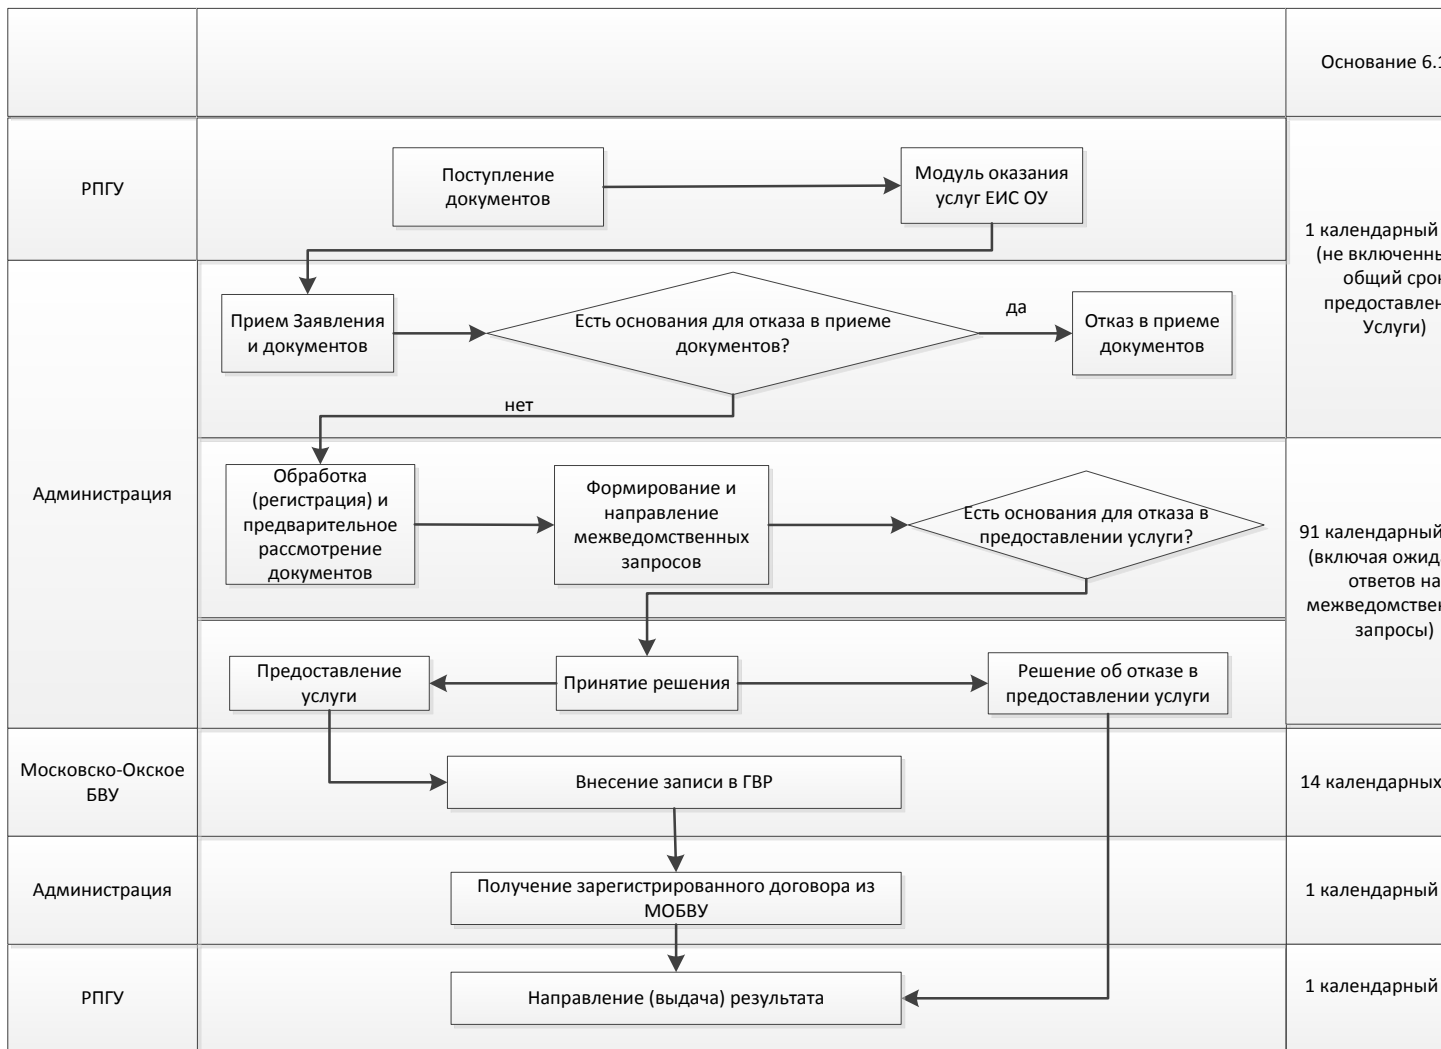 Основание 6.1
РПГУ
Поступление
документов
Модуль оказания
услуг ЕИС ОУ
1 календарный
(не включенны
общий срок
предоставлен
Услуги)
Администрация
Прием Заявления
и документов
Есть основания для отказа в приеме
документов?
да
Отказ в приеме
документов
нет
Обработка
(регистрация) и
предварительное
рассмотрение
документов
Формирование и
направление
межведомственных
запросов
Есть основания для отказа в
предоставлении услуги?
91 календарный
(включая ожида
ответов на
межведомствен
запросы)
Предоставление
услуги
Принятие решения
Решение об отказе в
предоставлении услуги
Московско-Окское
БВУ
Внесение записи в ГВР
14 календарных
Администрация
Получение зарегистрированного договора из
МОБВУ
1 календарный
РПГУ
Направление (выдача) результата
1 календарный